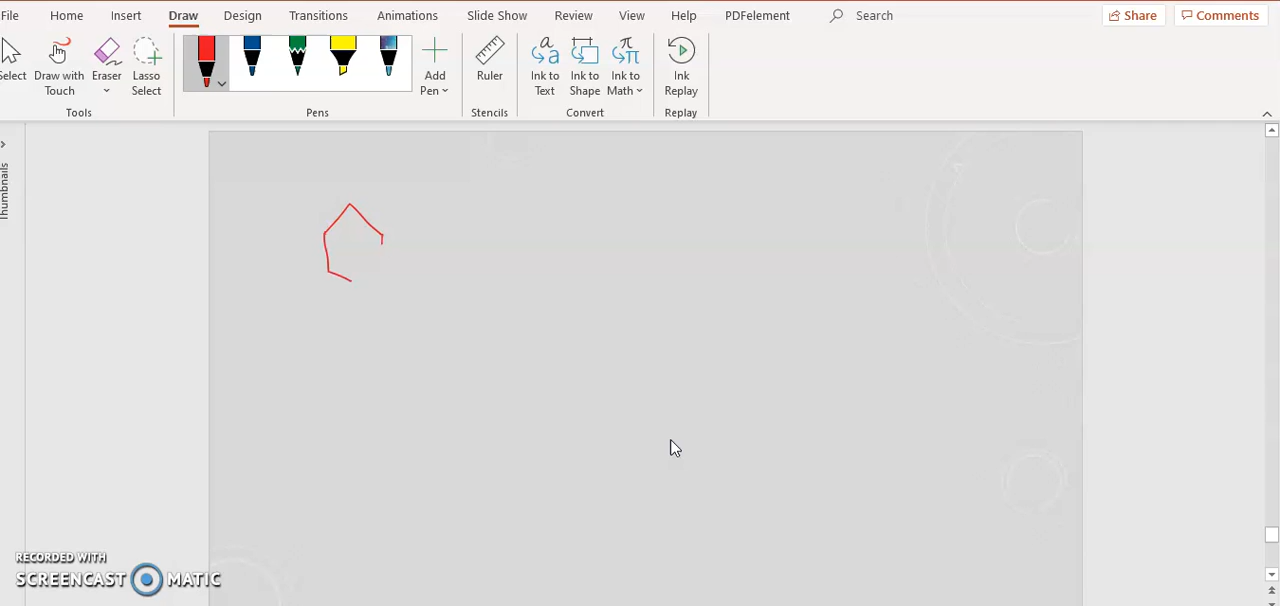 File Home Insert Draw Design Transitions Animations Slide Show Review View Help PDFelement Search Share Comments
Select Draw with Touch Eraser Lasso Select Add Pen Ruler Ink to Text Ink to Shape Ink to Math Ink Replay
Tools Pens Stencils Convert Replay
Thumbnails
RECORDED WITH
SCREENCAST MATIC